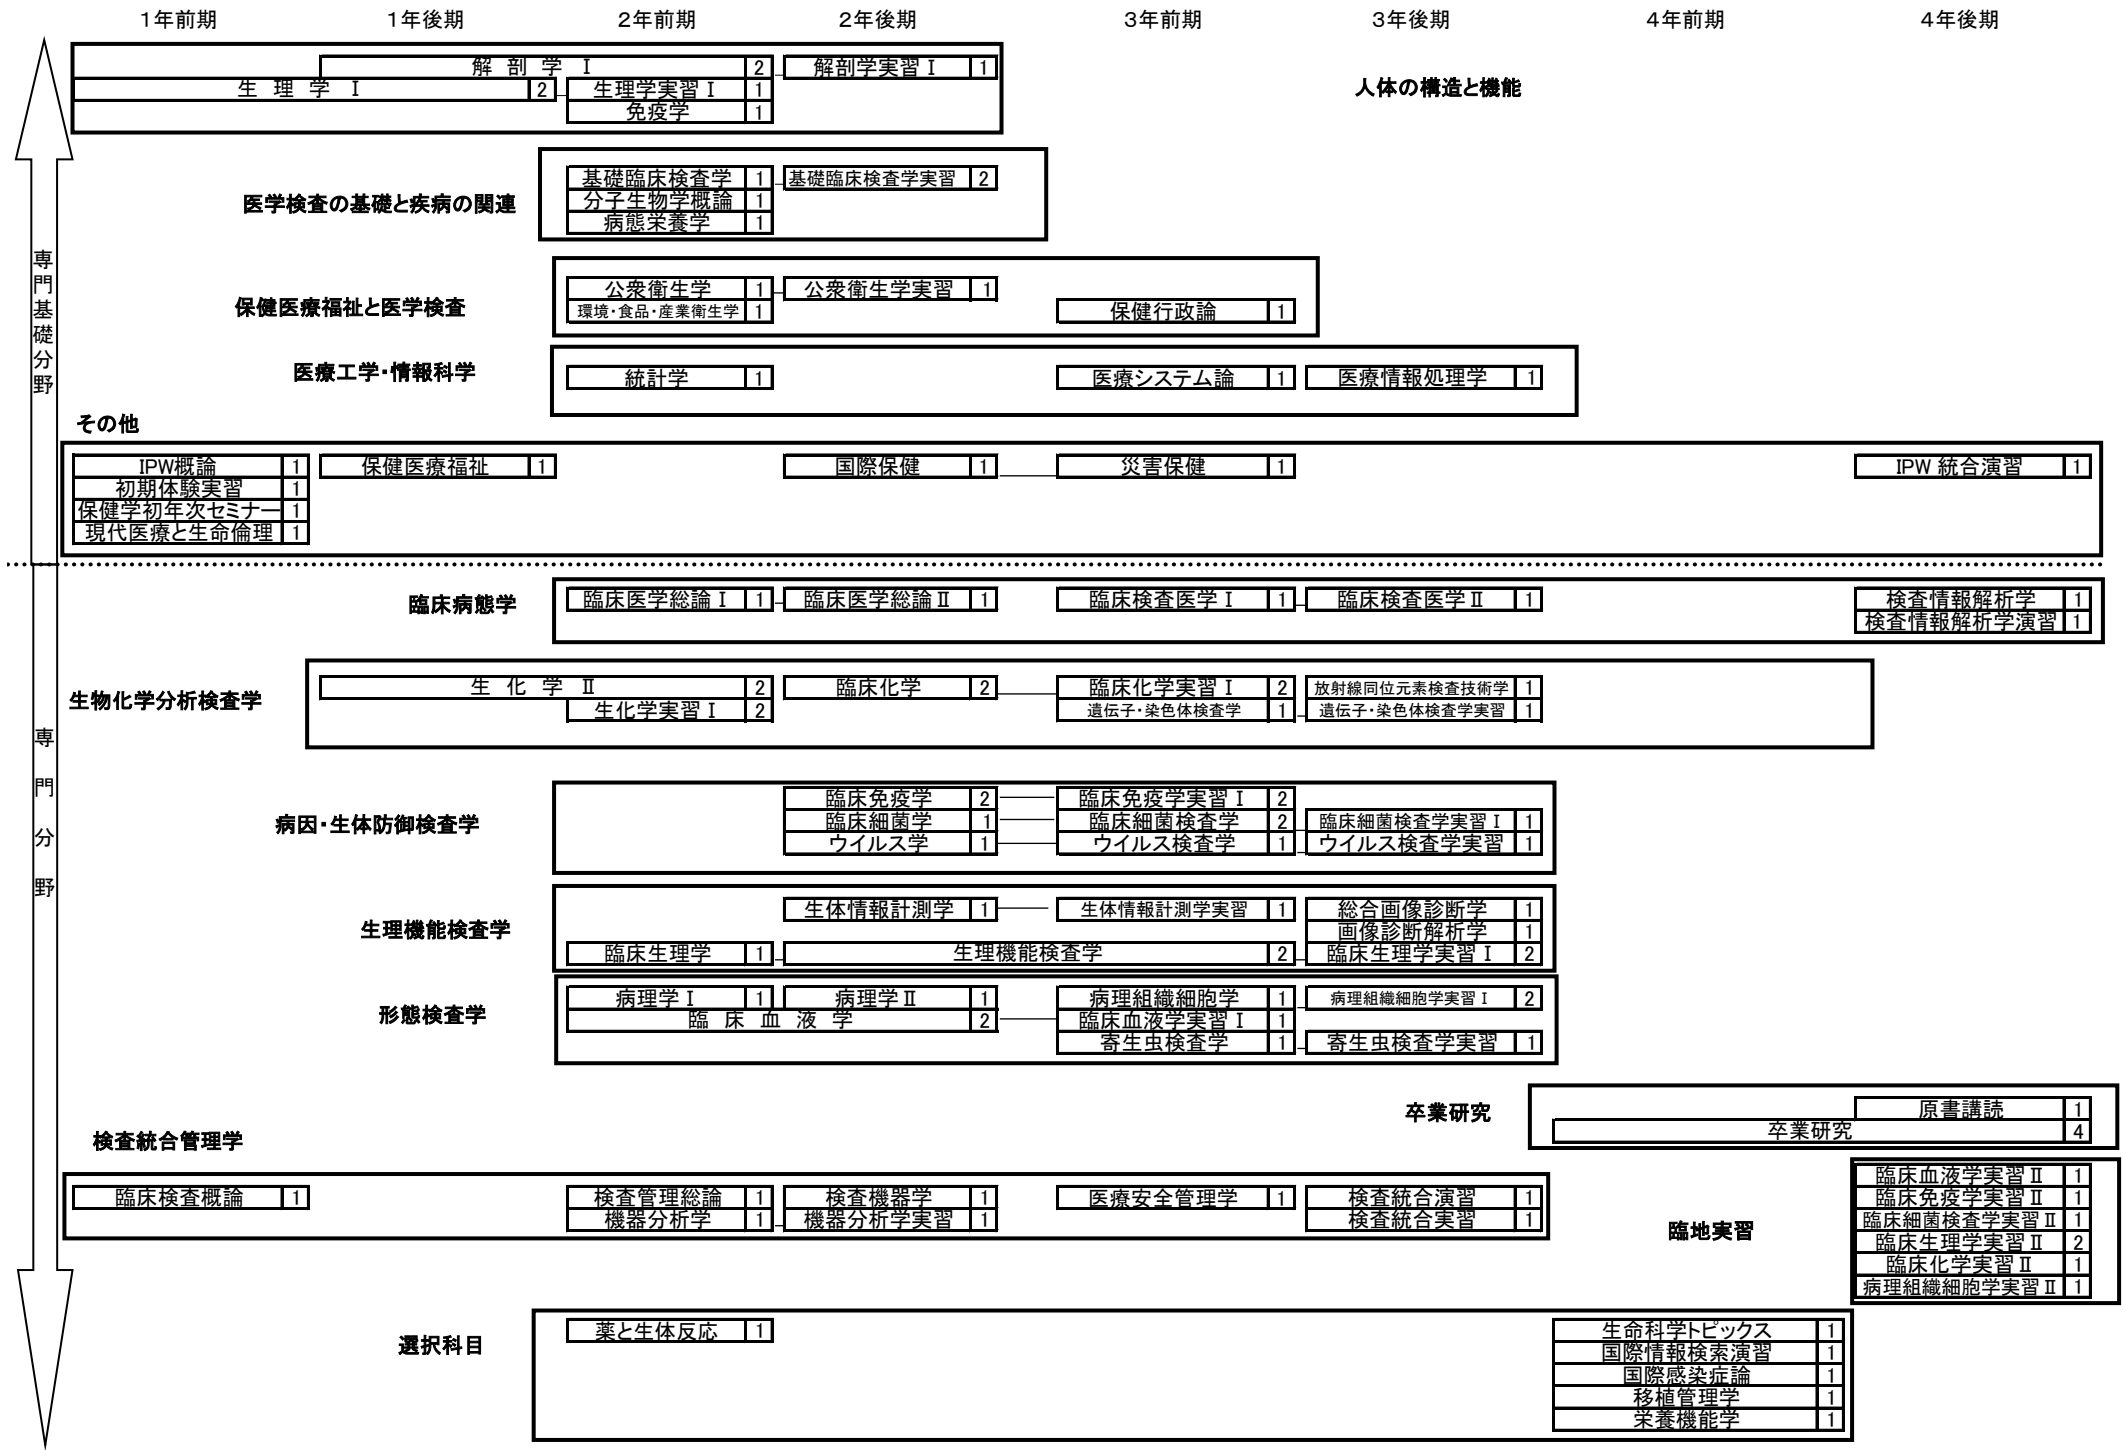 1年前期 1年後期 2年前期 2年後期 3年前期 3年後期 4年前期 4年後期
解 剖 学 Ⅰ 2 解剖学実習Ⅰ 1
生 理 学 Ⅰ 2 生理学実習Ⅰ 1
人体の構造と機能
免疫学 1
基礎臨床検査学 1 基礎臨床検査学実習 2
医学検査の基礎と疾病の関連
分子生物学概論 1
病態栄養学 1
専門基礎分野
公衆衛生学 1 公衆衛生学実習 1
保健医療福祉と医学検査
環境・食品・産業衛生学 1 保健行政論 1
医療工学・情報科学
統計学 1 医療システム論 1 医療情報処理学 1
その他
IPW概論 1 保健医療福祉 1 国際保健 1 災害保健 1 IPW 統合演習 1
初期体験実習 1
保健学初年次セミナー 1
現代医療と生命倫理 1
臨床病態学
臨床医学総論Ⅰ 1 臨床医学総論Ⅱ 1 臨床検査医学Ⅰ 1 臨床検査医学Ⅱ 1 検査情報解析学 1
検査情報解析学演習 1
生物化学分析検査学
生 化 学 Ⅱ 2 臨床化学 2 臨床化学実習Ⅰ 2 放射線同位元素検査技術学 1
生化学実習Ⅰ 2 遺伝子・染色体検査学 1 遺伝子・染色体検査学実習 1
専門分野
病因・生体防御検査学
臨床免疫学 2 臨床免疫学実習Ⅰ 2
臨床細菌学 1 臨床細菌検査学 2 臨床細菌検査学実習Ⅰ 1
ウイルス学 1 ウイルス検査学 1 ウイルス検査学実習 1
生理機能検査学
生体情報計測学 1 生体情報計測学実習 1 総合画像診断学 1
画像診断解析学 1
臨床生理学 1 生理機能検査学 2 臨床生理学実習Ⅰ 2
形態検査学
病理学Ⅰ 1 病理学Ⅱ 1 病理組織細胞学 1 病理組織細胞学実習Ⅰ 2
臨 床 血 液 学 2 臨床血液学実習Ⅰ 1
寄生虫検査学 1 寄生虫検査学実習 1
卒業研究
原書講読 1
卒業研究 4
検査統合管理学
臨床検査概論 1 検査管理総論 1 検査機器学 1 医療安全管理学 1 検査統合演習 1
機器分析学 1 機器分析学実習 1 検査統合実習 1
臨地実習
臨床血液学実習Ⅱ 1
臨床免疫学実習Ⅱ 1
臨床細菌検査学実習Ⅱ 1
臨床生理学実習Ⅱ 2
臨床化学実習Ⅱ 1
病理組織細胞学実習Ⅱ 1
選択科目
薬と生体反応 1 生命科学トピックス 1
国際情報検索演習 1
国際感染症論 1
移植管理学 1
栄養機能学 1